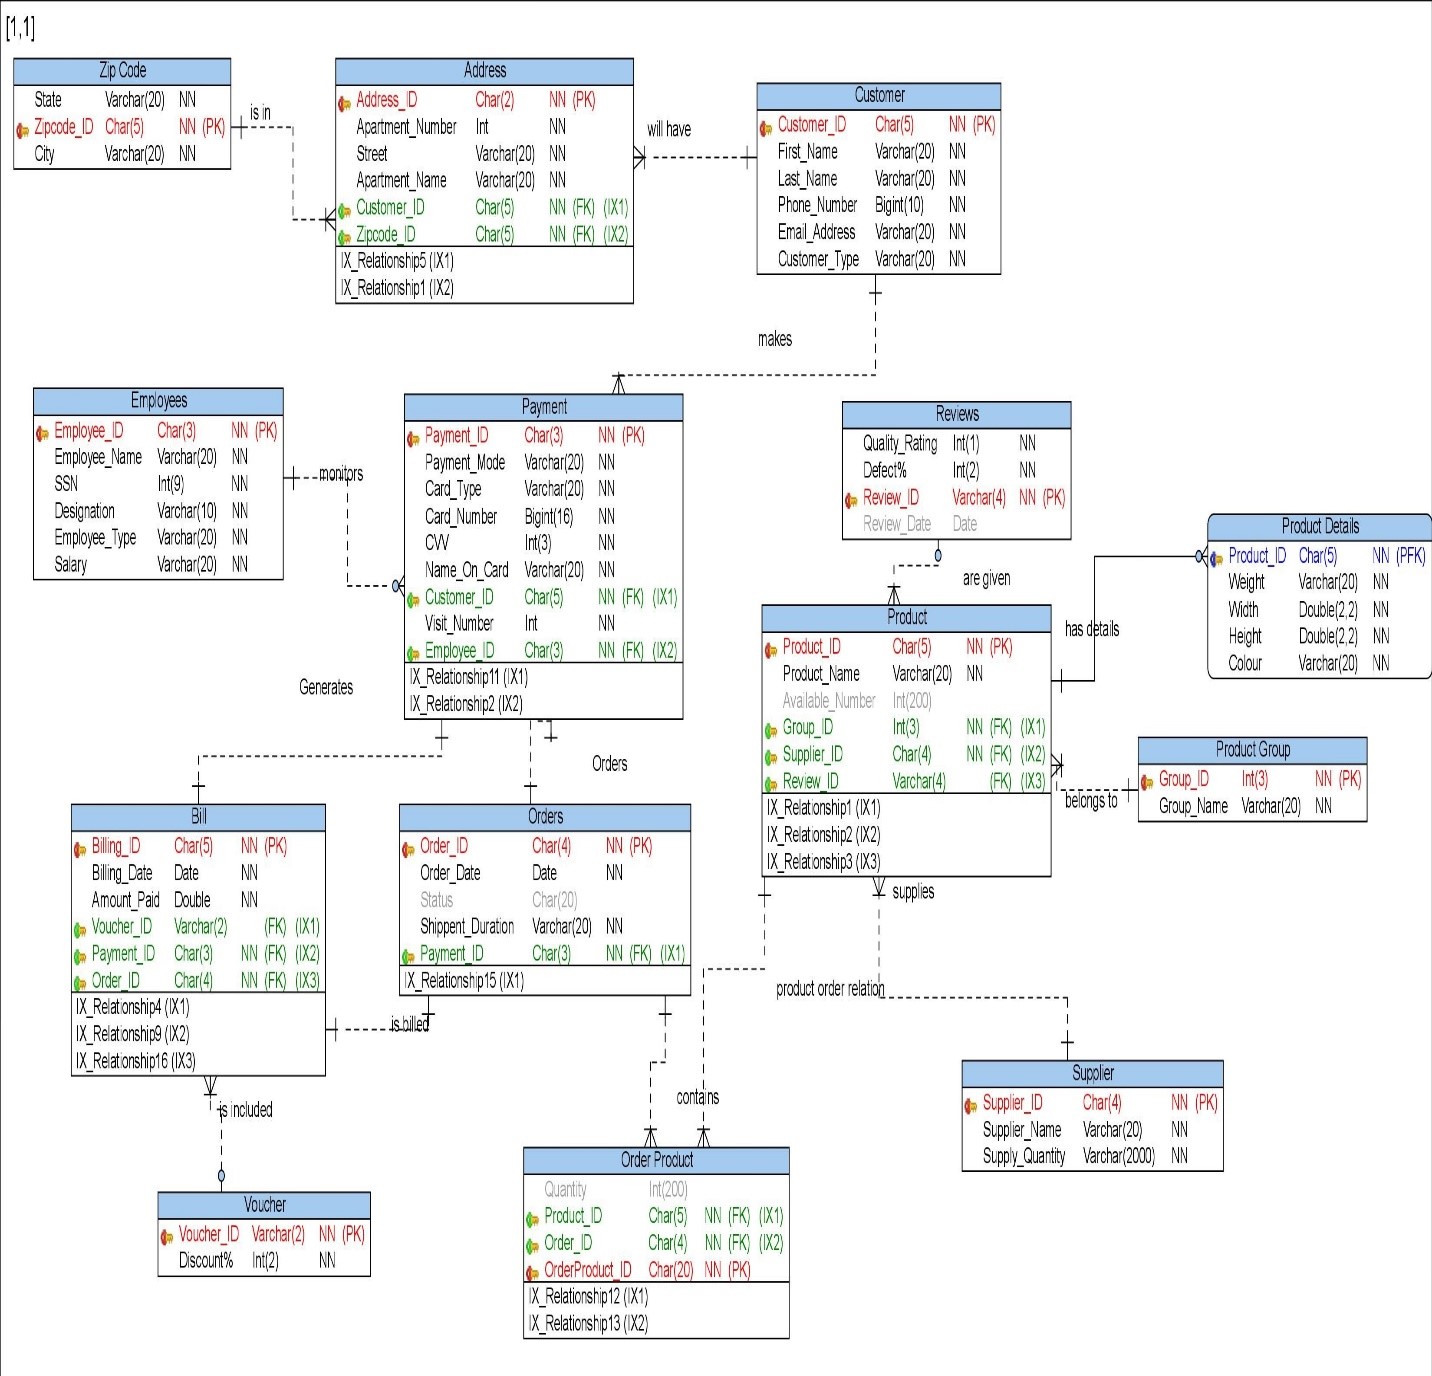 [1,1]
Zip Code
State Varchar(20) NN
Zipcode_ID Char(5) NN (PK)
City Varchar(20) NN
is in
Address
Address_ID Char(2) NN (PK)
Apartment_Number Int NN
Street Varchar(20) NN
Apartment_Name Varchar(20) NN
Customer_ID Char(5) NN (FK) (IX1)
Zipcode_ID Char(5) NN (FK) (IX2)
IX_Relationship5 (IX1)
IX_Relationship1 (IX2)
will have
Customer
Customer_ID Char(5) NN (PK)
First_Name Varchar(20) NN
Last_Name Varchar(20) NN
Phone_Number Bigint(10) NN
Email_Address Varchar(20) NN
Customer_Type Varchar(20) NN
makes
Employees
Employee_ID Char(3) NN (PK)
Employee_Name Varchar(20) NN
SSN Int(9) NN
Designation Varchar(10) NN
Employee_Type Varchar(20) NN
Salary Varchar(20) NN
monitors
Payment
Payment_ID Char(3) NN (PK)
Payment_Mode Varchar(20) NN
Card_Type Varchar(20) NN
Card_Number Bigint(16) NN
CVV Int(3) NN
Name_On_Card Varchar(20) NN
Customer_ID Char(5) NN (FK) (IX1)
Visit_Number Int NN
Employee_ID Char(3) NN (FK) (IX2)
IX_Relationship11 (IX1)
IX_Relationship2 (IX2)
Reviews
Quality_Rating Int(1) NN
Defect% Int(2) NN
Review_ID Varchar(4) NN (PK)
Review_Date Date
are given
Product Details
Product_ID Char(5) NN (PFK)
Weight Varchar(20) NN
Width Double(2,2) NN
Height Double(2,2) NN
Colour Varchar(20) NN
has details
Product
Product_ID Char(5) NN (PK)
Product_Name Varchar(20) NN
Available_Number Int(200)
Group_ID Int(3) NN (FK) (IX1)
Supplier_ID Char(4) NN (FK) (IX2)
Review_ID Varchar(4) (FK) (IX3)
IX_Relationship1 (IX1)
IX_Relationship2 (IX2)
IX_Relationship3 (IX3)
Product Group
Group_ID Int(3) NN (PK)
Group_Name Varchar(20) NN
belongs to
Generates
Orders
Bill
Billing_ID Char(5) NN (PK)
Billing_Date Date NN
Amount_Paid Double NN
Voucher_ID Varchar(2) (FK) (IX1)
Payment_ID Char(3) NN (FK) (IX2)
Order_ID Char(4) NN (FK) (IX3)
IX_Relationship4 (IX1)
IX_Relationship9 (IX2)
IX_Relationship16 (IX3)
Orders
Order_ID Char(4) NN (PK)
Order_Date Date NN
Status Char(20)
Shippent_Duration Varchar(20) NN
Payment_ID Char(3) NN (FK) (IX1)
IX_Relationship15 (IX1)
is billed
supplies
product order relation
contains
is included
Supplier
Supplier_ID Char(4) NN (PK)
Supplier_Name Varchar(20) NN
Supply_Quantity Varchar(2000) NN
Order Product
Quantity Int(200)
Product_ID Char(5) NN (FK) (IX1)
Order_ID Char(4) NN (FK) (IX2)
OrderProduct_ID Char(20) NN (PK)
IX_Relationship12 (IX1)
IX_Relationship13 (IX2)
Voucher
Voucher_ID Varchar(2) NN (PK)
Discount% Int(2) NN